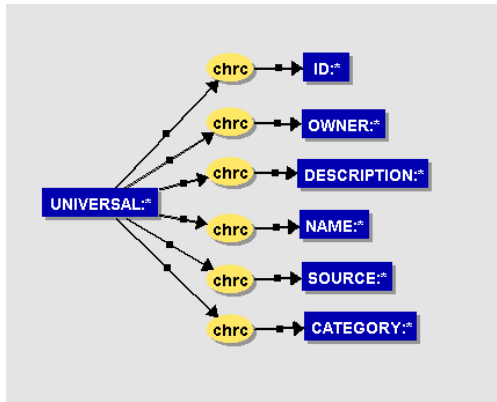 chrc ID:*
chrc OWNER:*
chrc DESCRIPTION:*
UNIVERSAL:*
chrc NAME:*
chrc SOURCE:*
chrc CATEGORY:*